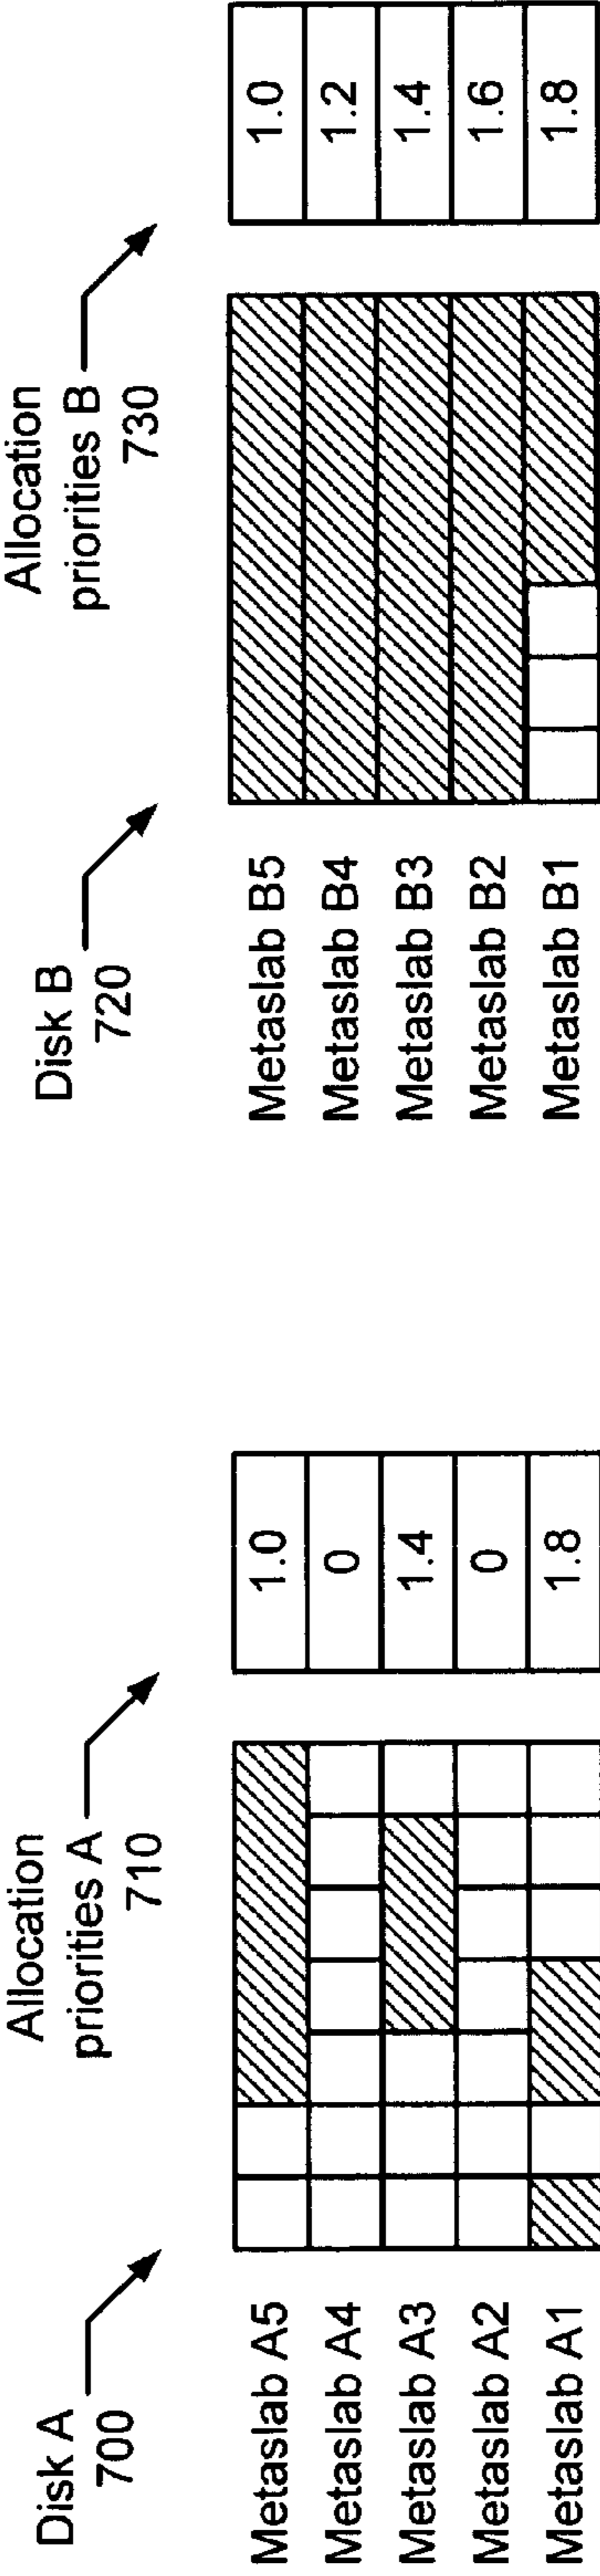 Disk A
700
Allocation
priorities A
710
Metaslab A5
1.0
Metaslab A4
0
Metaslab A3
1.4
Metaslab A2
0
Metaslab A1
1.8
Disk B
720
Allocation
priorities B
730
Metaslab B5
1.0
Metaslab B4
1.2
Metaslab B3
1.4
Metaslab B2
1.6
Metaslab B1
1.8